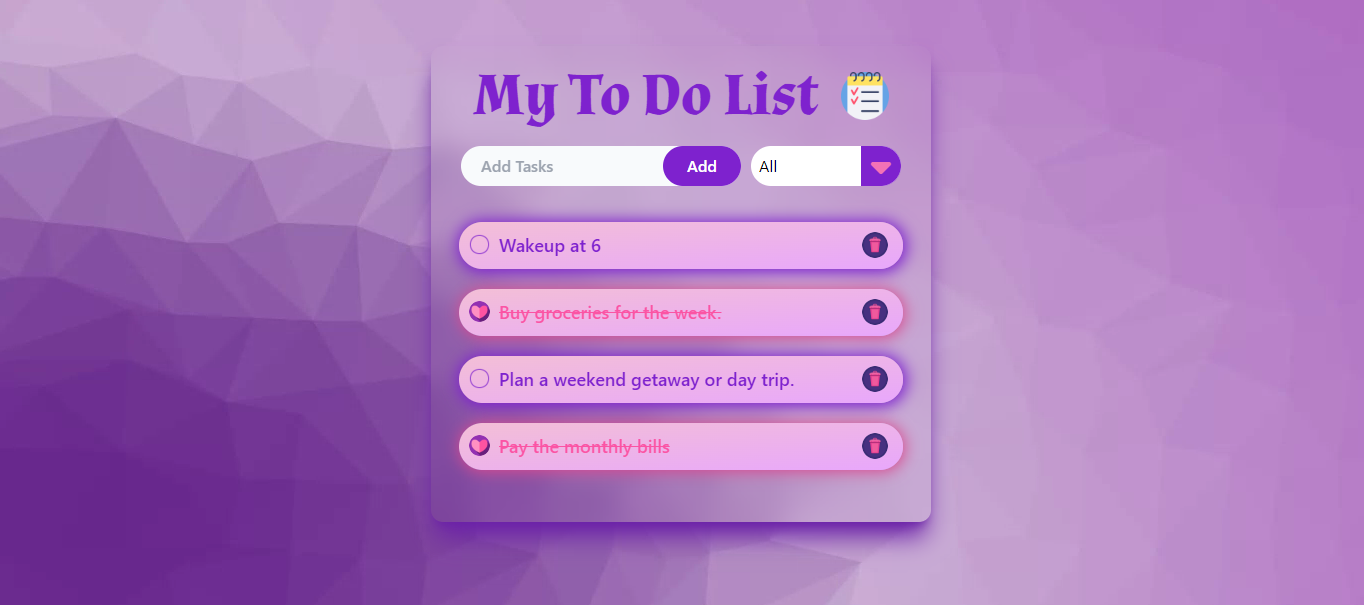 My To Do List
Add Tasks Add All
Wakeup at 6
Buy groceries for the week.
Plan a weekend getaway or day trip.
Pay the monthly bills